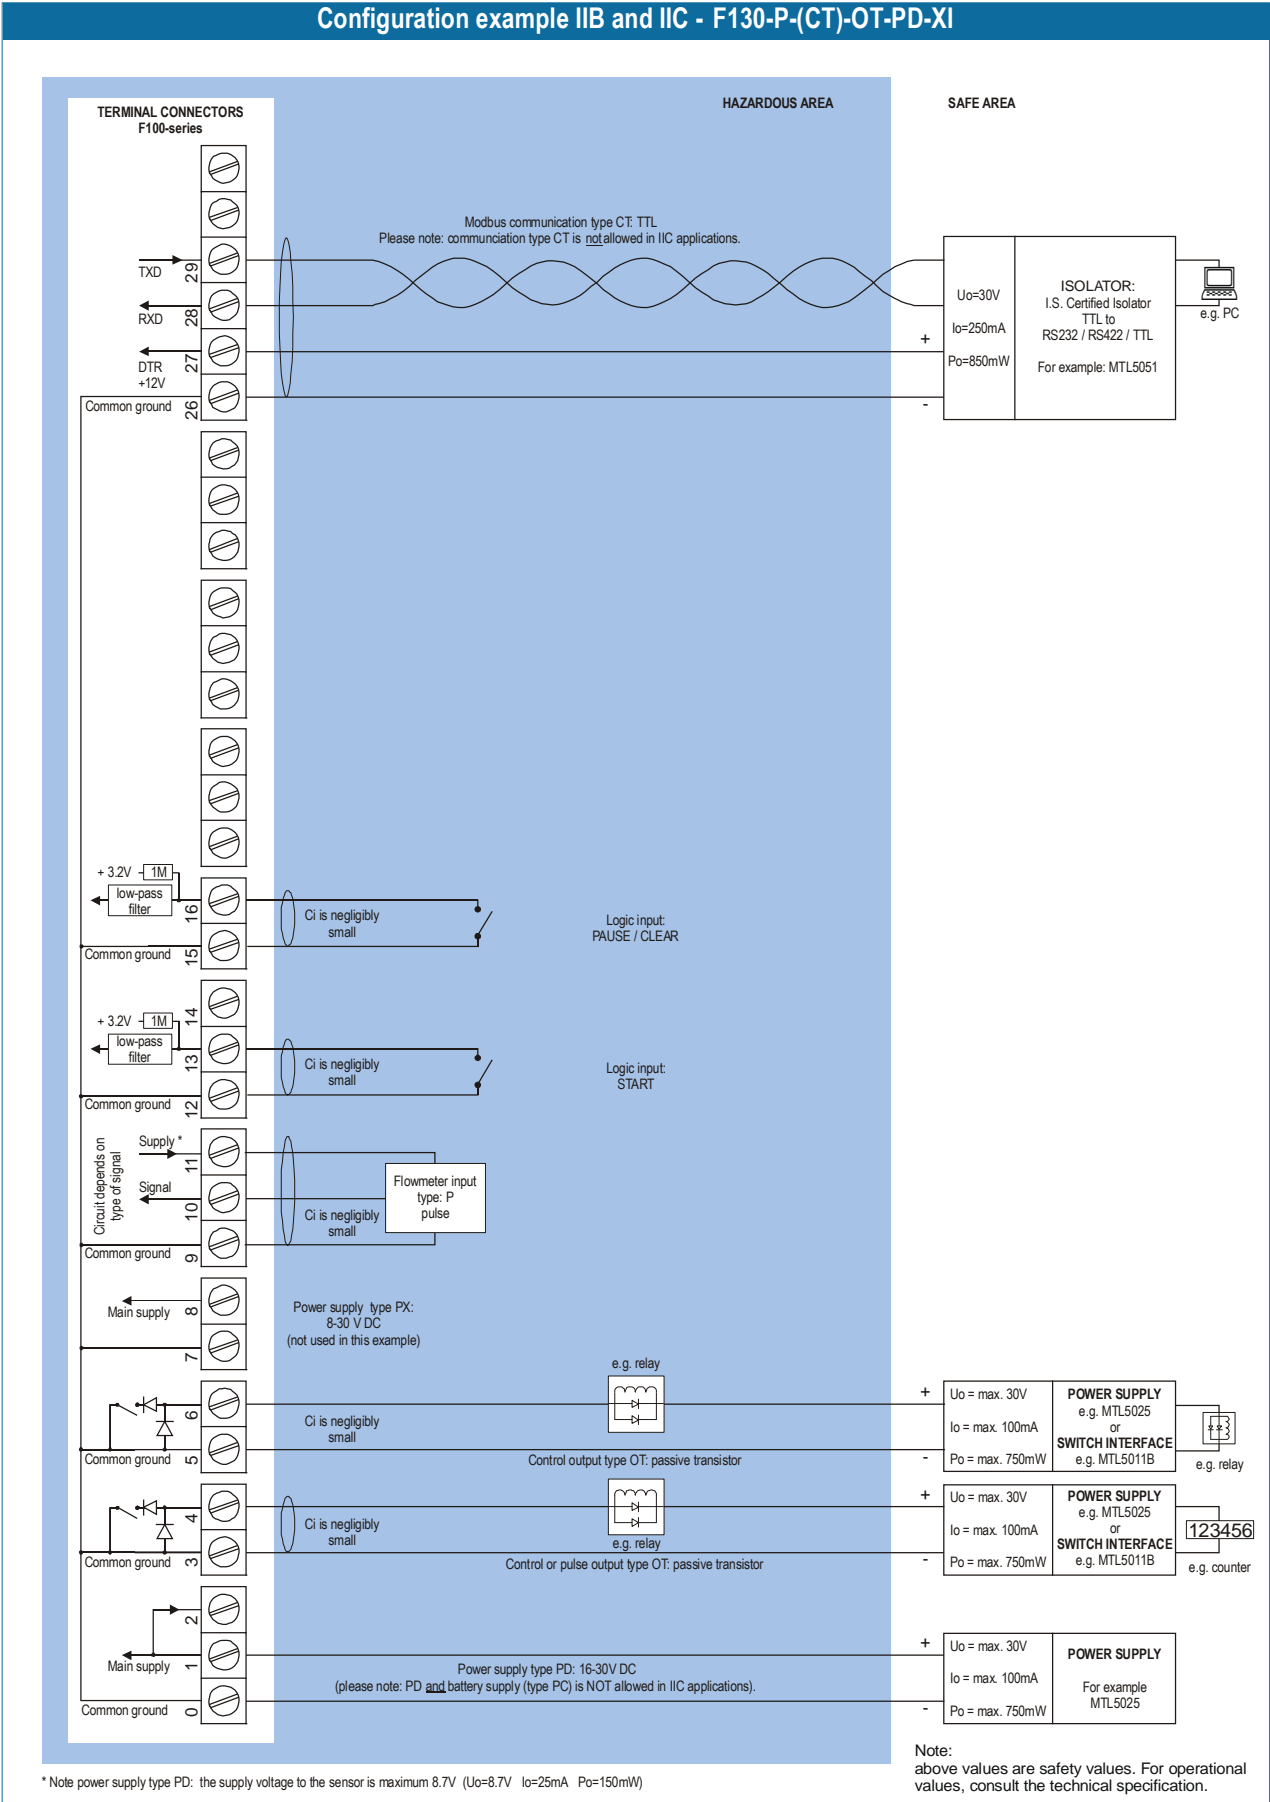 Configuration example IIB and IIC - F130-P-(CT)-OT-PD-XI
TERMINAL CONNECTORS
F100-series
HAZARDOUS AREA
SAFE AREA
Modbus communication type CT: TTL
Please note: communciation type CT is not allowed in IIC applications.
TXD
29
RXD
28
DTR
+12V
27
Common ground
26
+
-
Uo=30V
Io=250mA
Po=850mW
ISOLATOR:
I.S. Certified Isolator
TTL to
RS232 / RS422 / TTL
For example: MTL5051
e.g. PC
+ 3.2V
1M
low-pass
filter
16
Common ground
15
Ci is negligibly
small
Logic input:
PAUSE / CLEAR
14
+ 3.2V
1M
low-pass
filter
13
Common ground
12
Ci is negligibly
small
Logic input:
START
Circuit depends on
type of signal
Supply *
11
Signal
10
Common ground
9
Ci is negligibly
small
Flowmeter input
type: P
pulse
Main supply
8
7
Power supply type PX:
8-30 V DC
(not used in this example)
6
Common ground
5
Ci is negligibly
small
e.g. relay
Control output type OT: passive transistor
+
-
Uo = max. 30V
Io = max. 100mA
Po = max. 750mW
POWER SUPPLY
e.g. MTL5025
or
SWITCH INTERFACE
e.g. MTL5011B
e.g. relay
4
Common ground
3
Ci is negligibly
small
e.g. relay
Control or pulse output type OT: passive transistor
+
-
Uo = max. 30V
Io = max. 100mA
Po = max. 750mW
POWER SUPPLY
e.g. MTL5025
or
SWITCH INTERFACE
e.g. MTL5011B
123456
e.g. counter
2
Main supply
1
Common ground
0
Power supply type PD: 16-30V DC
(please note: PD and battery supply (type PC) is NOT allowed in IIC applications).
+
-
Uo = max. 30V
Io = max. 100mA
Po = max. 750mW
POWER SUPPLY
For example
MTL5025
* Note power supply type PD: the supply voltage to the sensor is maximum 8.7V (Uo=8.7V Io=25mA Po=150mW)
Note:
above values are safety values. For operational
values, consult the technical specification.